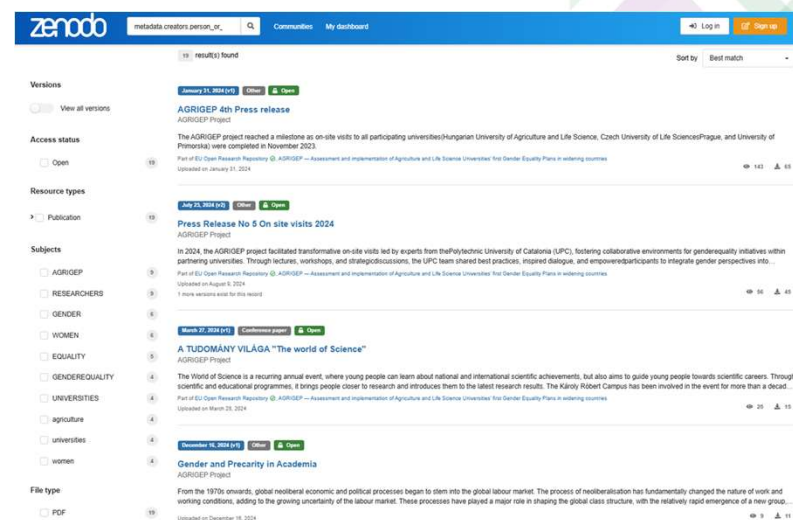 zenodo
metadata.creators.person_or_
Communities
My dashboard
Log in
Sign up
19 result(s) found
Sort by Best match
Versions
View all versions
Access status
Open 19
Resource types
Publication 19
Subjects
AGRIGEP 9
RESEARCHERS 9
GENDER 6
WOMEN 6
EQUALITY 5
GENDEREQUALITY 4
UNIVERSITIES 4
agriculture 4
universities 4
women 4
File type
PDF 19
January 31, 2024 (v1) Other Open
AGRIGEP 4th Press release
AGRIGEP Project
The AGRIGEP project reached a milestone as on-site visits to all participating universities(Hungarian University of Agriculture and Life Science, Czech University of Life SciencesPrague, and University of
Primorska) were completed in November 2023.
Part of EU Open Research Repository, AGRIGEP — Assessment and implementation of Agriculture and Life Science Universities' first Gender Equality Plans in widening countries
Uploaded on January 31, 2024
143 65
July 25, 2024 (v2) Other Open
Press Release No 5 On site visits 2024
AGRIGEP Project
In 2024, the AGRIGEP project facilitated transformative on-site visits led by experts from thePolytechnic University of Catalonia (UPC), fostering collaborative environments for genderequality initiatives within
partnering universities. Through lectures, workshops, and strategicdiscussions, the UPC team shared best practices, inspired dialogue, and empoweredparticipants to integrate gender perspectives into...
Part of EU Open Research Repository, AGRIGEP — Assessment and implementation of Agriculture and Life Science Universities' first Gender Equality Plans in widening countries
Uploaded on August 8, 2024
1 more versions exist for this record
56 45
March 27, 2024 (v1) Conference paper Open
A TUDOMÁNY VILÁGA "The world of Science"
AGRIGEP Project
The World of Science is a recurring annual event, where young people can learn about national and international scientific achievements, but also aims to guide young people towards scientific careers. Through
scientific and educational programmes, it brings people closer to research and introduces them to the latest research results. The Károly Róbert Campus has been involved in the event for more than a decad...
Part of EU Open Research Repository, AGRIGEP — Assessment and implementation of Agriculture and Life Science Universities' first Gender Equality Plans in widening countries
Uploaded on March 28, 2024
25 15
December 16, 2024 (v1) Other Open
Gender and Precarity in Academia
AGRIGEP Project
From the 1970s onwards, global neoliberal economic and political processes began to stem into the global labour market. The process of neoliberalisation has fundamentally changed the nature of work and
working conditions, adding to the growing uncertainty of the labour market. These processes have played a major role in shaping the global class structure, with the relatively rapid emergence of a new group,...
Uploaded on December 16, 2024
9 11